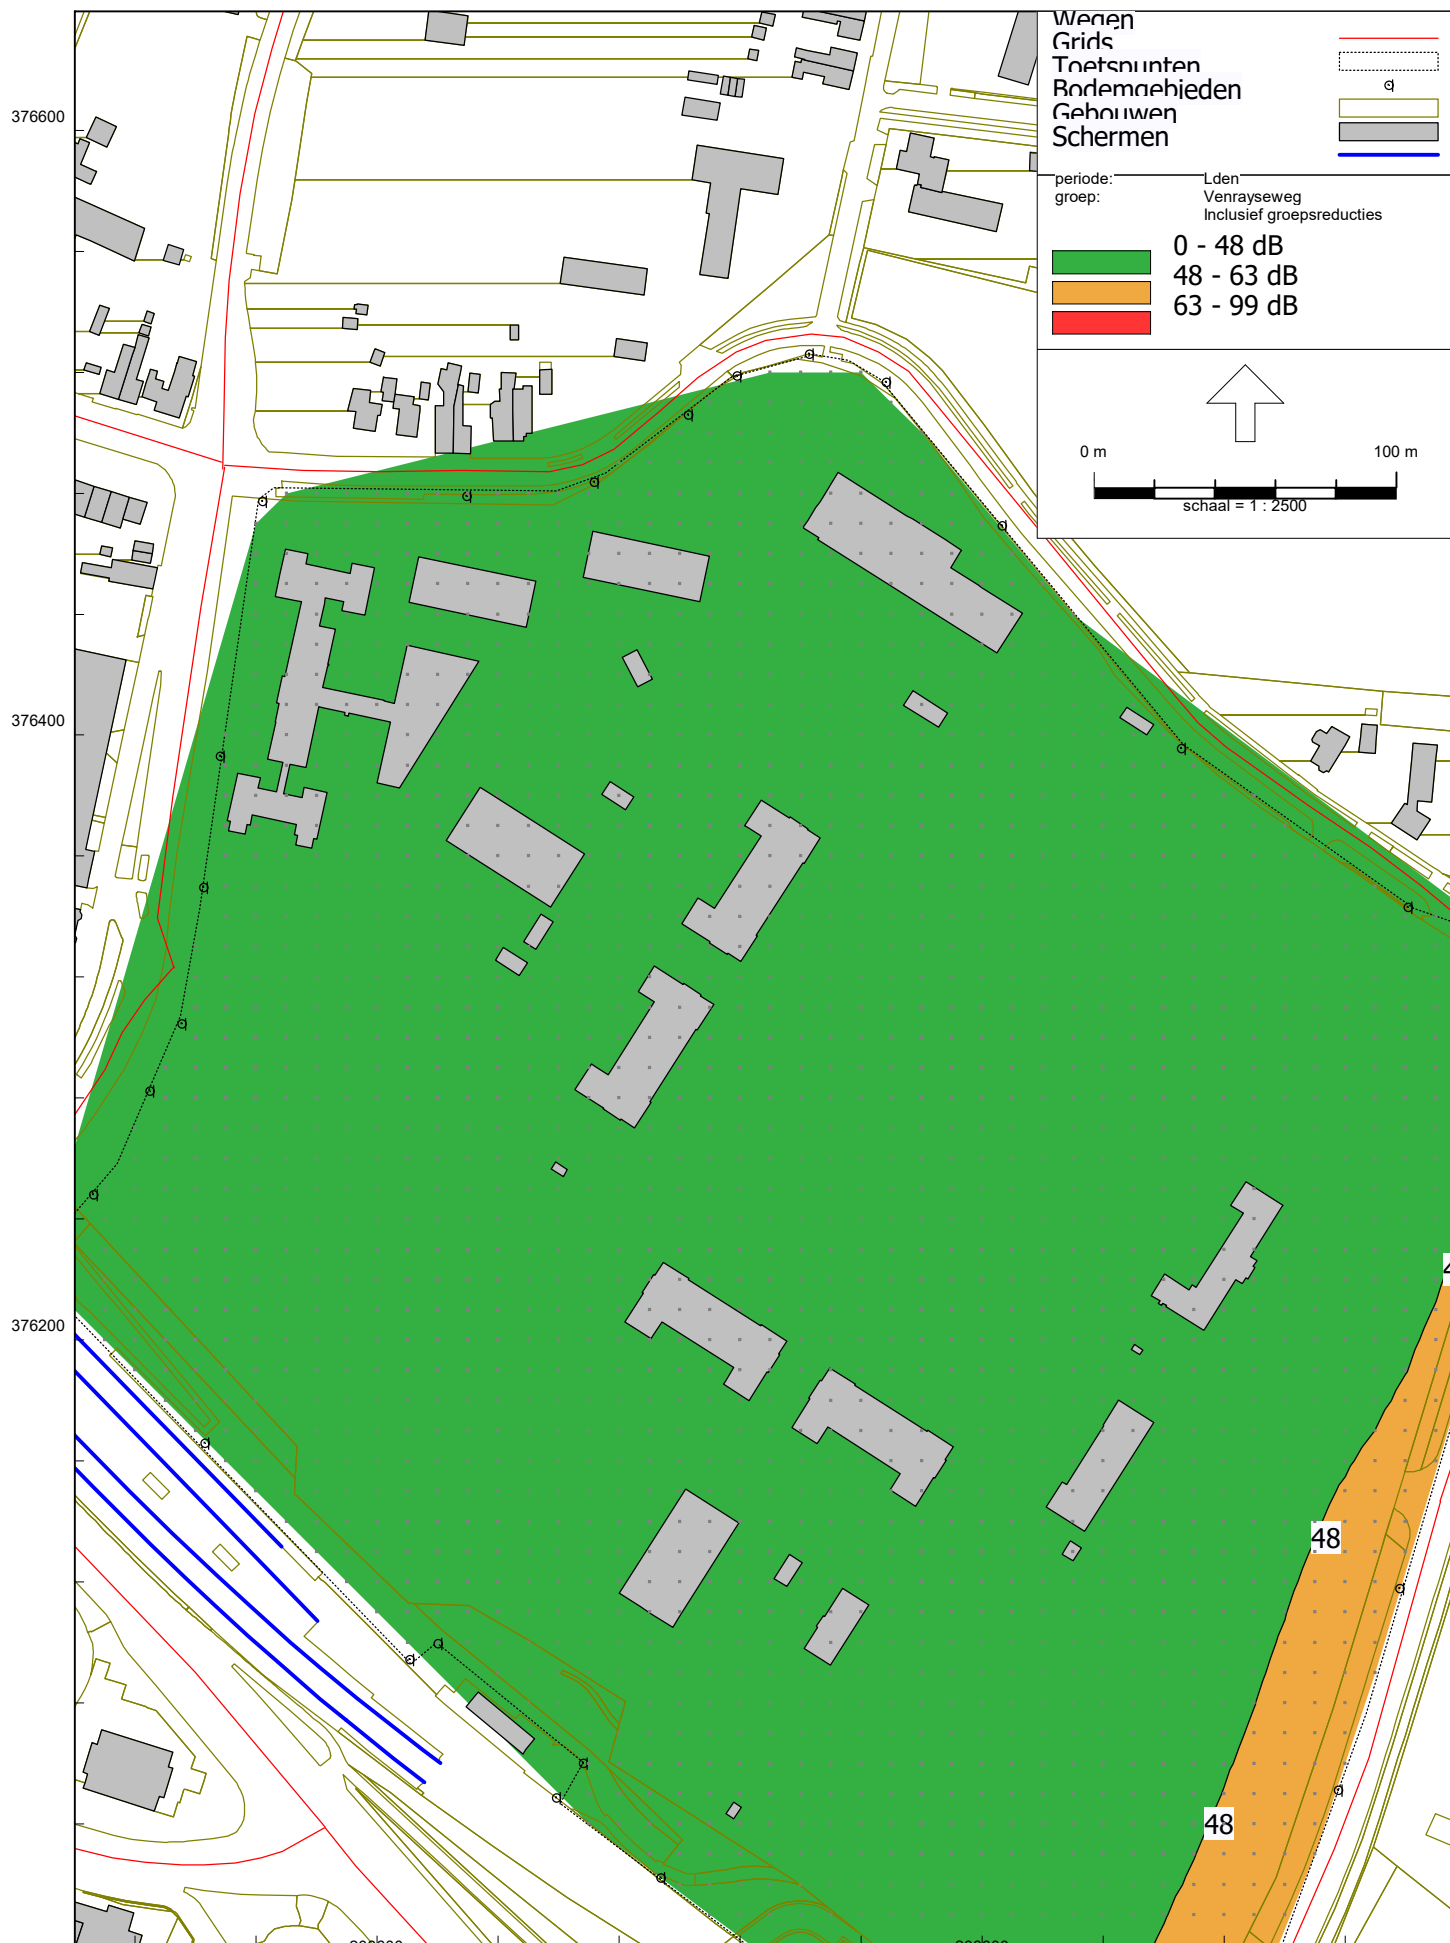 Wegen
Grids
Toetspunten
Bodemgebieden
Gebouwen
Schermen
periode: Lden
groep: Venrayseweg
Inclusief groepsreducties
0 - 48 dB
48 - 63 dB
63 - 99 dB
0 m 100 m
schaal = 1 : 2500
376600
376400
376200
48
48